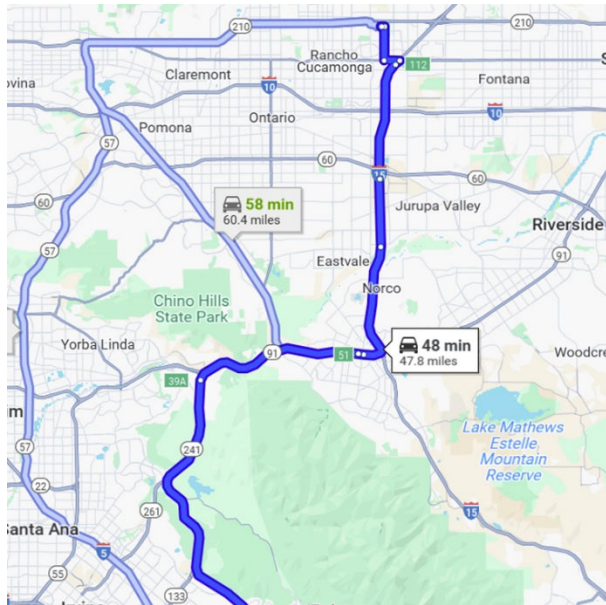 210
210
112
Rancho
Cucamonga
Claremont
10
Fontana
ovina
Ontario
10
Pomona
57
60
60
15
58 min
60.4 miles
Jurupa Valley
60
Riverside
57
Eastvale
91
Norco
Chino Hills
State Park
Yorba Linda
91
51
48 min
47.8 miles
Woodcre
39A
Lake Mathews
Estelle
Mountain
Reserve
57
241
22
261
15
Santa Ana
5
55
133